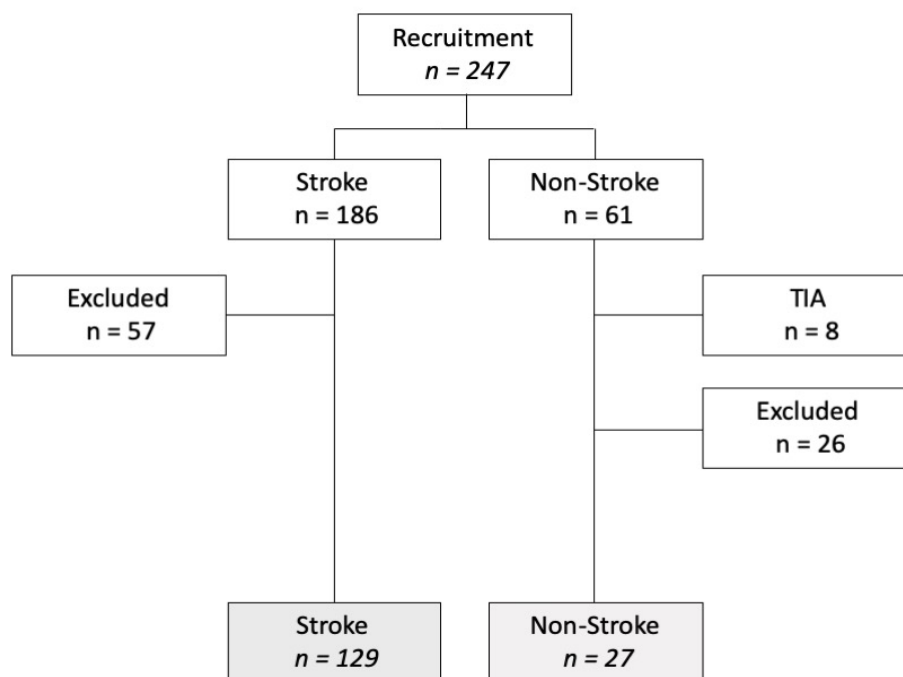 Recruitment
n = 247
Stroke
n = 186
Non-Stroke
n = 61
Excluded
n = 57
TIA
n = 8
Excluded
n = 26
Stroke
n = 129
Non-Stroke
n = 27